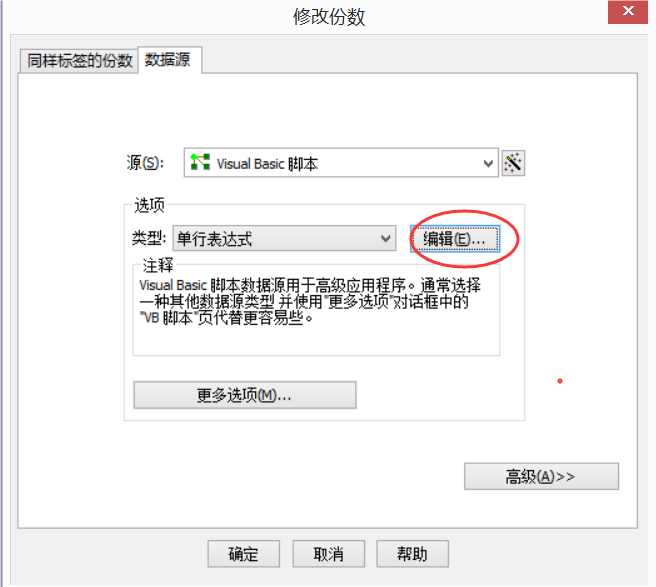 修改份数
同样标签的份数 数据源
源(S): Visual Basic 脚本
选项
类型: 单行表达式 编辑(E)...
注释
Visual Basic 脚本数据源用于高级应用程序。通常选择
一种其他数据源类型 并使用"更多选项"对话框中的
"VB 脚本"页代替更容易些。
更多选项(M)...
高级(A)>>
确定 取消 帮助